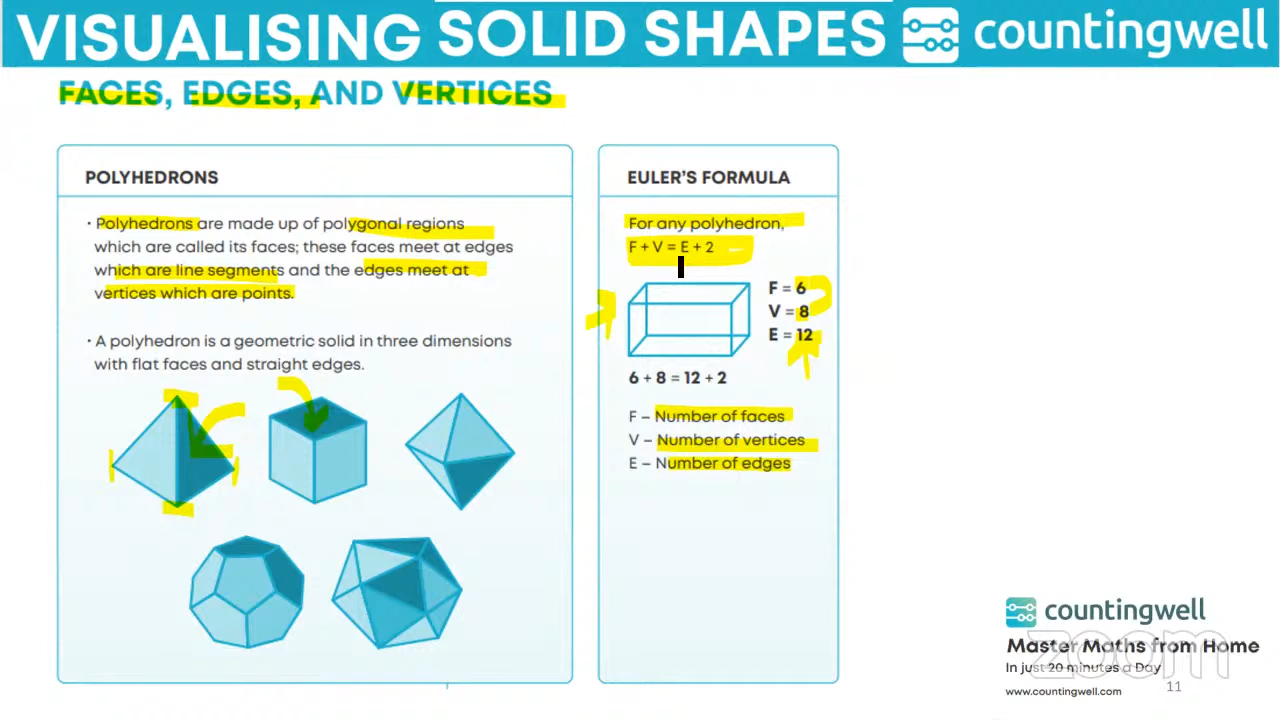 VISUALISING SOLID SHAPES
countingwell
FACES, EDGES, AND VERTICES
POLYHEDRONS
• Polyhedrons are made up of polygonal regions
which are called its faces; these faces meet at edges
which are line segments and the edges meet at
vertices which are points.
• A polyhedron is a geometric solid in three dimensions
with flat faces and straight edges.
EULER'S FORMULA
For any polyhedron,
F + V = E + 2
F = 6
V = 8
E = 12
6 + 8 = 12 + 2
F – Number of faces
V – Number of vertices
E – Number of edges
countingwell
Master Maths from Home
zoom
In just 20 minutes a Day
www.countingwell.com
11